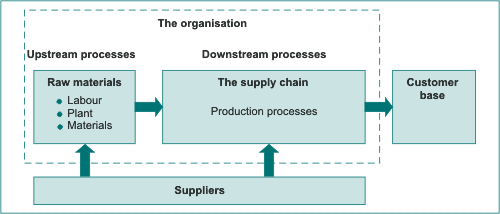 The organisation
Upstream processes
Downstream processes
Raw materials
Labour
Plant
Materials
The supply chain
Production processes
Customer
base
Suppliers